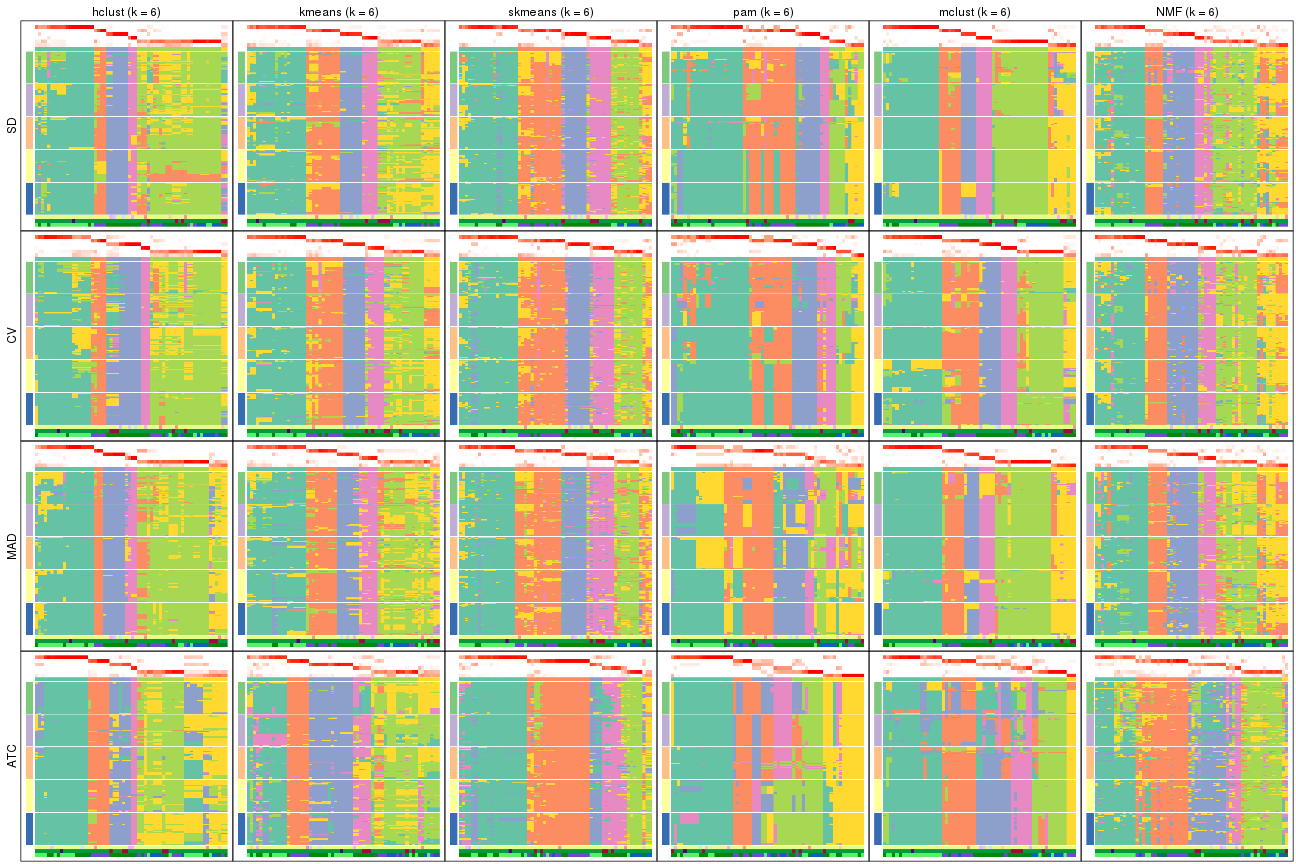 hclust (k = 6)
kmeans (k = 6)
skmeans (k = 6)
pam (k = 6)
mclust (k = 6)
NMF (k = 6)
SD
CV
MAD
ATC